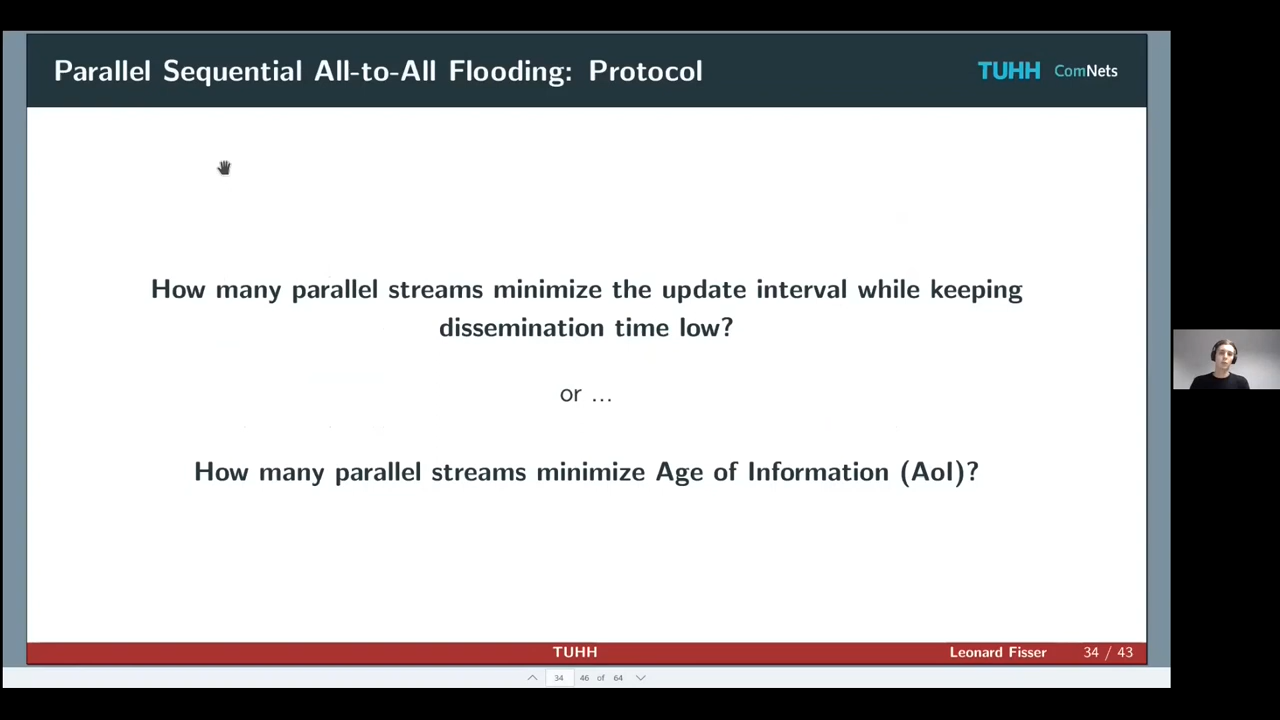 Parallel Sequential All-to-All Flooding: Protocol
TUHH ComNets
How many parallel streams minimize the update interval while keeping
dissemination time low?
or ...
How many parallel streams minimize Age of Information (AoI)?
TUHH
Leonard Fisser 34 / 43
34 46 of 64